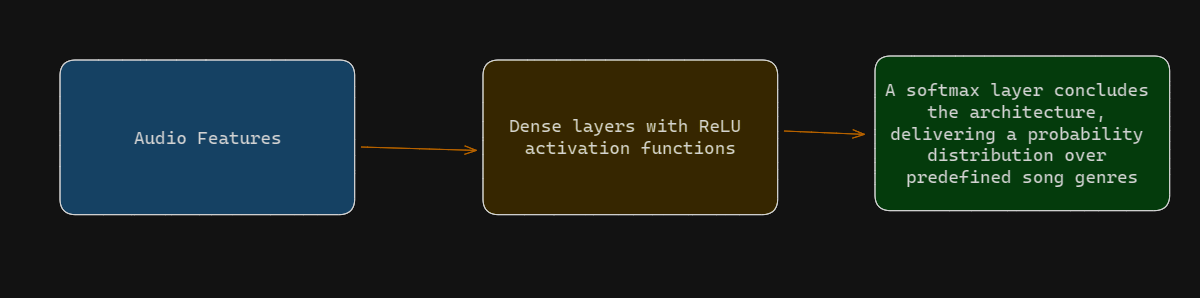 Audio Features
Dense layers with ReLU
activation functions
A softmax layer concludes
the architecture,
delivering a probability
distribution over
predefined song genres